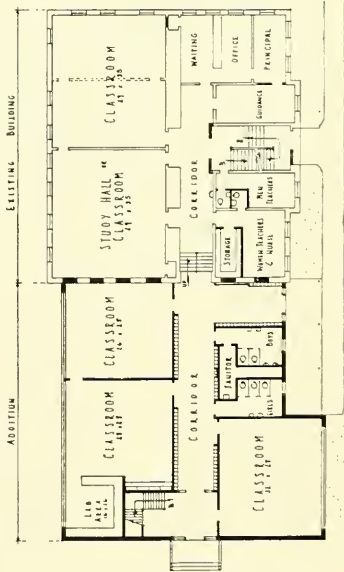 EXISTING BUILDING
ADDITION
CLASSROOM
STUDY HALL OR
CLASSROOM
CLASSROOM
CLASSROOM
LAB
AREA
WAITING
OFFICE
PRINCIPAL
GUIDANCE
CORRIDOR
MEN
TEACHERS
WOMEN TEACHERS
& NURSE
STORAGE
UP
CORRIDOR
JANITOR
BOYS
GIRLS
CLASSROOM